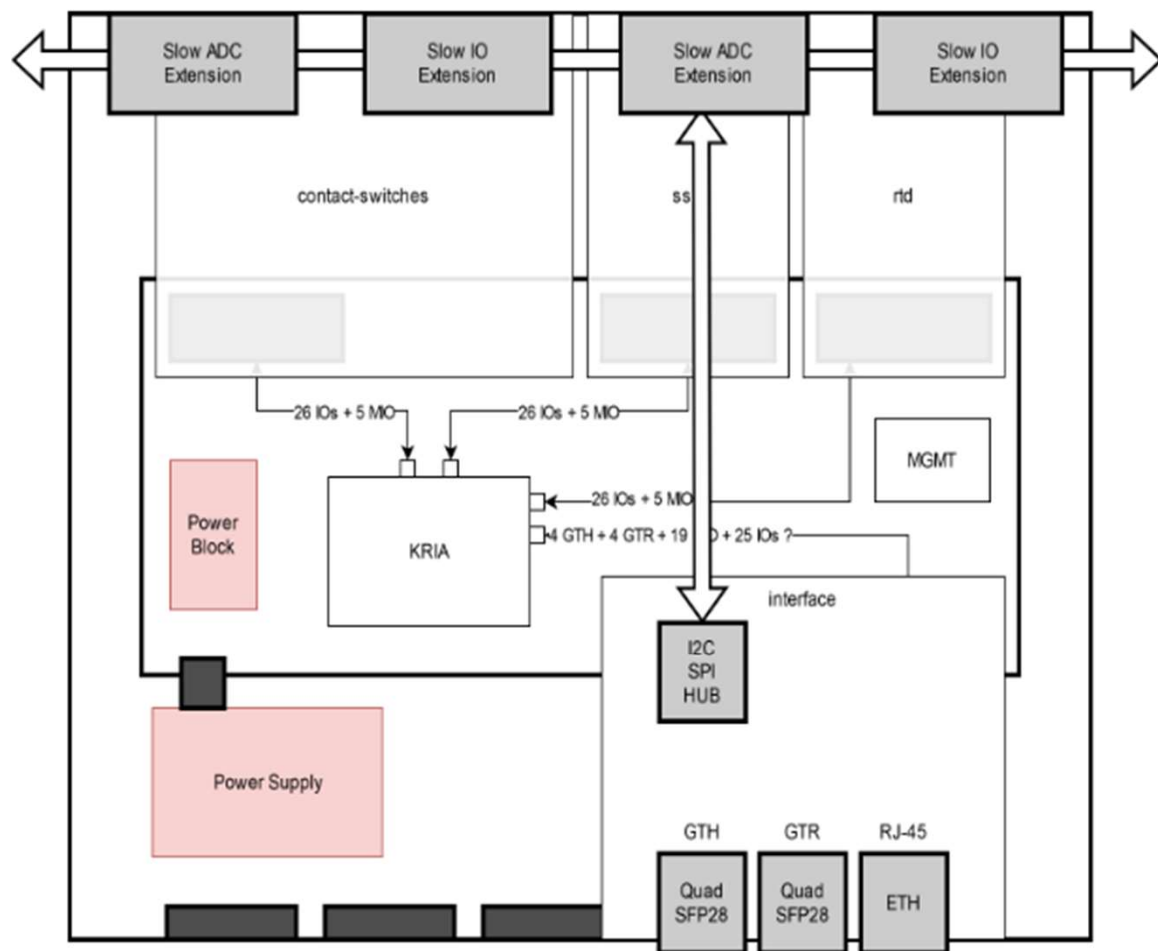 Slow ADC
Extension
Slow IO
Extension
Slow ADC
Extension
Slow IO
Extension
contact-switches
ss
rtd
26 IOs + 5 MIO
26 IOs + 5 MIO
MGMT
26 IOs + 5 MIO
Power
Block
KRIA
4 GTH + 4 GTR + 19 O + 25 IOs ?
interface
I2C
SPI
HUB
Power Supply
GTH
GTR
RJ-45
Quad
SFP28
Quad
SFP28
ETH